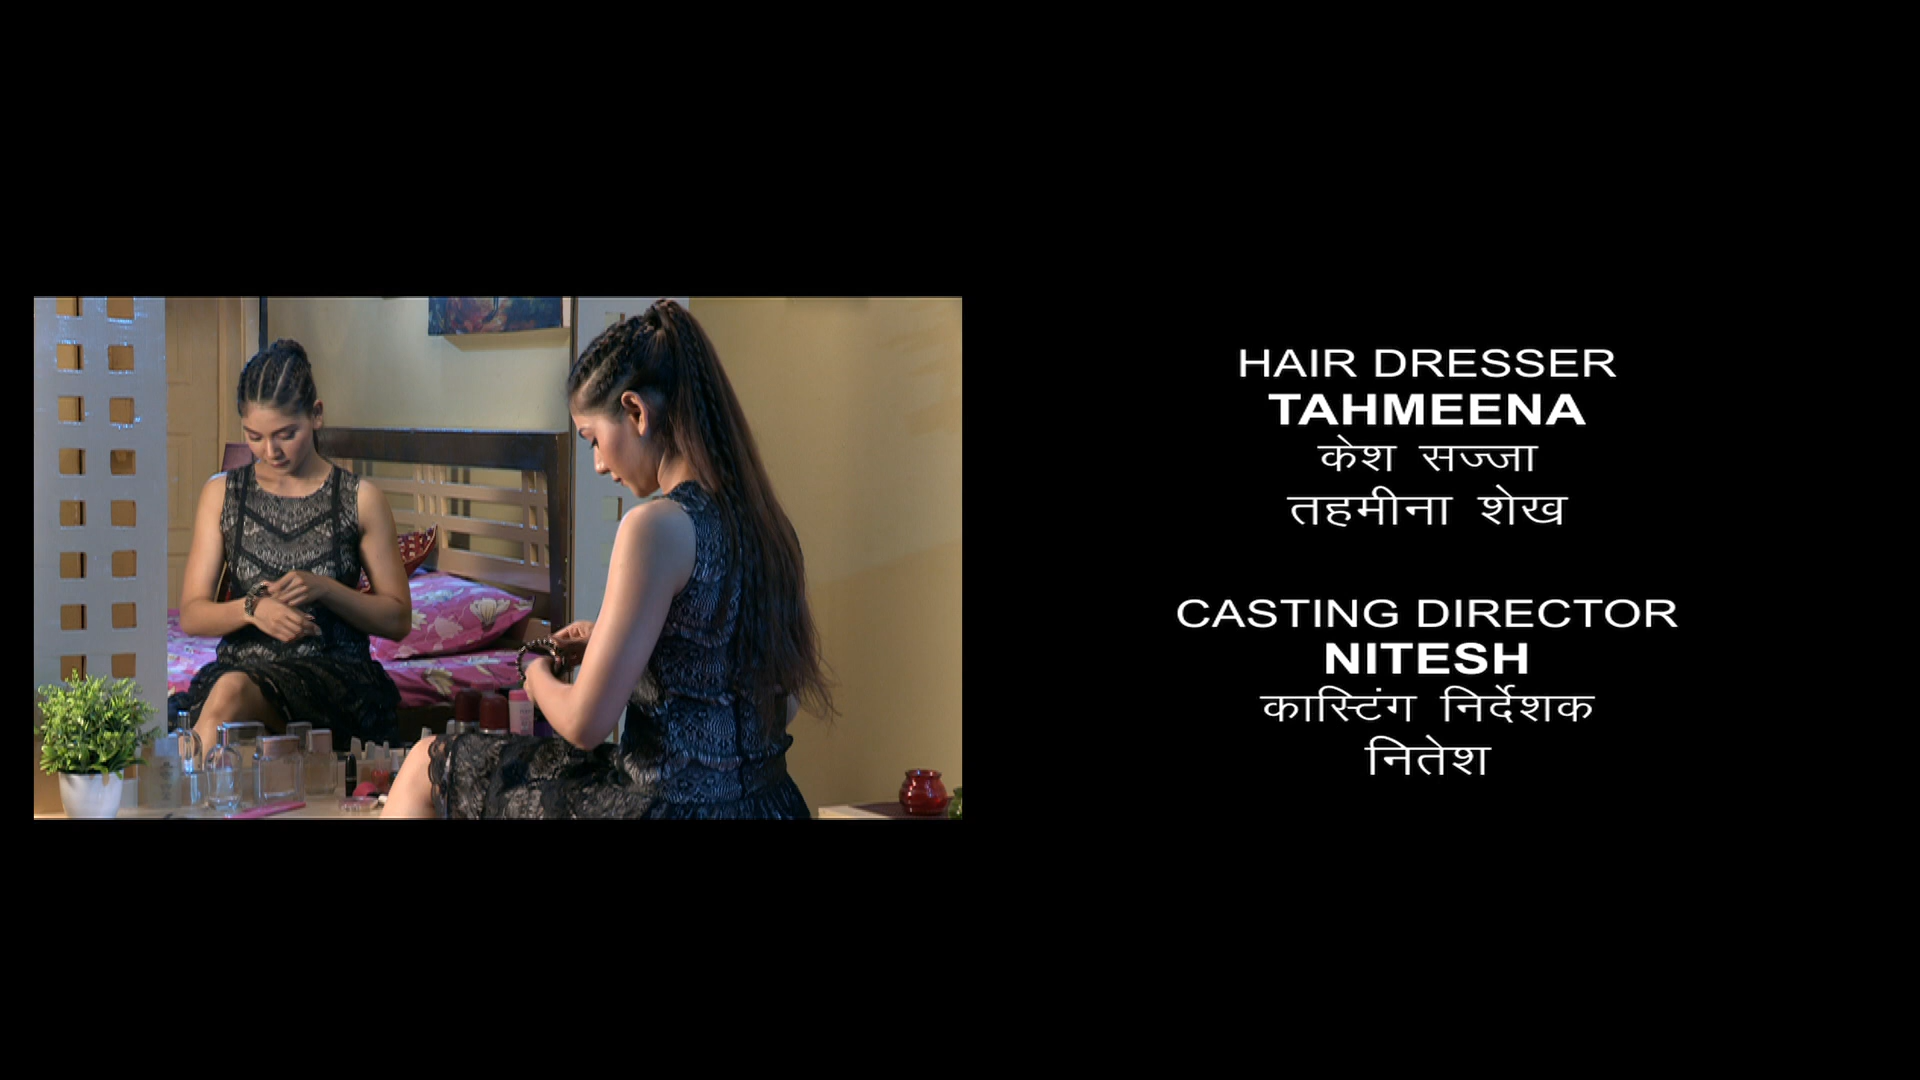 HAIR DRESSER
TAHMEENA
केश सज्जा
तहमीना शेख
CASTING DIRECTOR
NITESH
कास्टिंग निर्देशक
नितेश